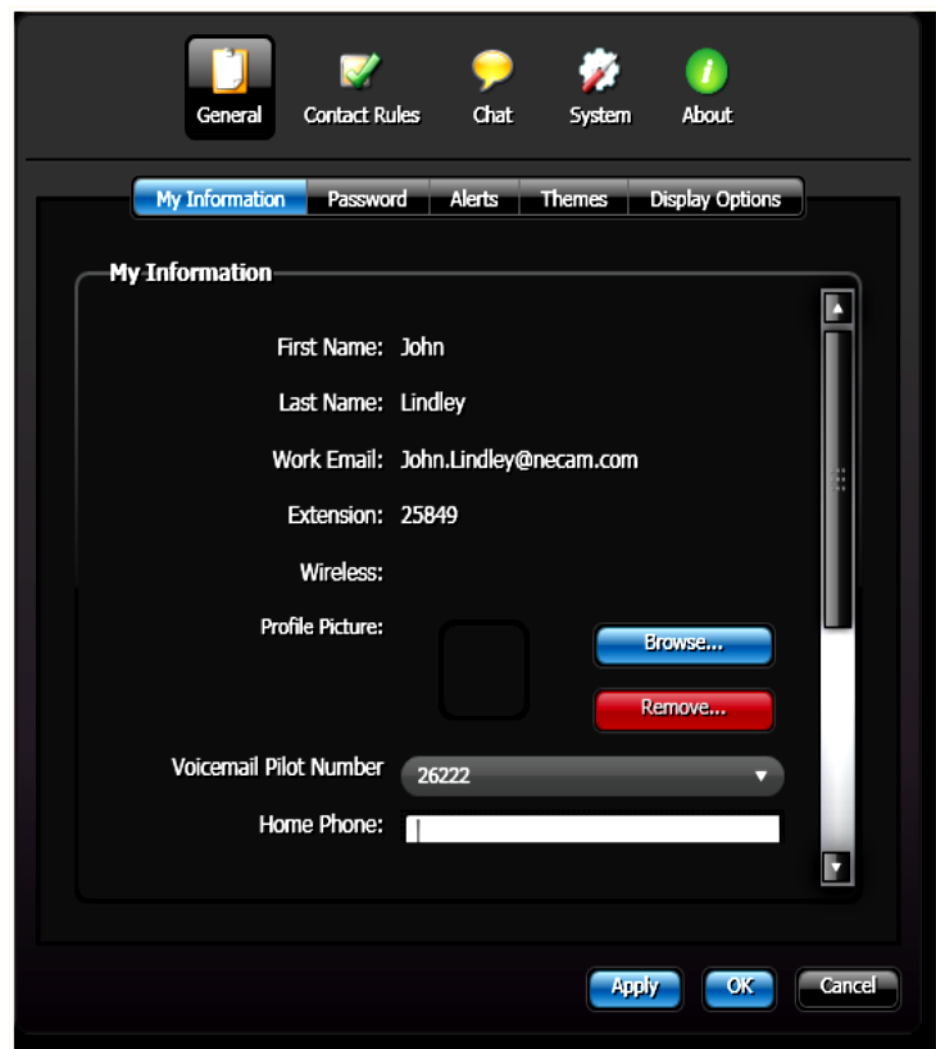 General Contact Rules Chat System About
My Information Password Alerts Themes Display Options
My Information
First Name: John
Last Name: Lindley
Work Email: John.Lindley@necam.com
Extension: 25849
Wireless:
Profile Picture:
Browse...
Remove...
Voicemail Pilot Number 26222
Home Phone:
Apply OK Cancel